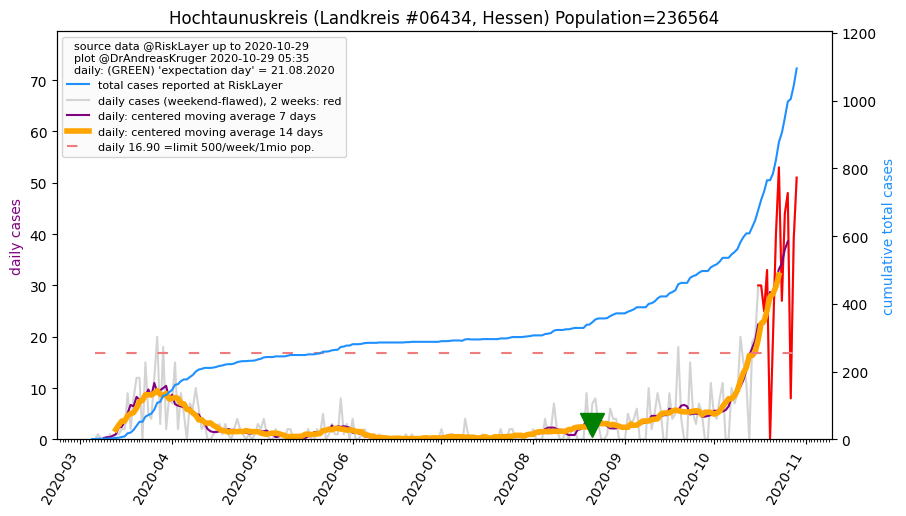 Hochtaunuskreis (Landkreis #06434, Hessen) Population=236564
source data @RiskLayer up to 2020-10-29
plot @DrAndreasKruger 2020-10-29 05:35
daily: (GREEN) 'expectation day' = 21.08.2020
total cases reported at RiskLayer
daily cases (weekend-flawed), 2 weeks: red
daily: centered moving average 7 days
daily: centered moving average 14 days
daily 16.90 =limit 500/week/1mio pop.
daily cases
70
60
50
40
30
20
10
0
cumulative total cases
1200
1000
800
600
400
200
0
2020-03
2020-04
2020-05
2020-06
2020-07
2020-08
2020-09
2020-10
2020-11